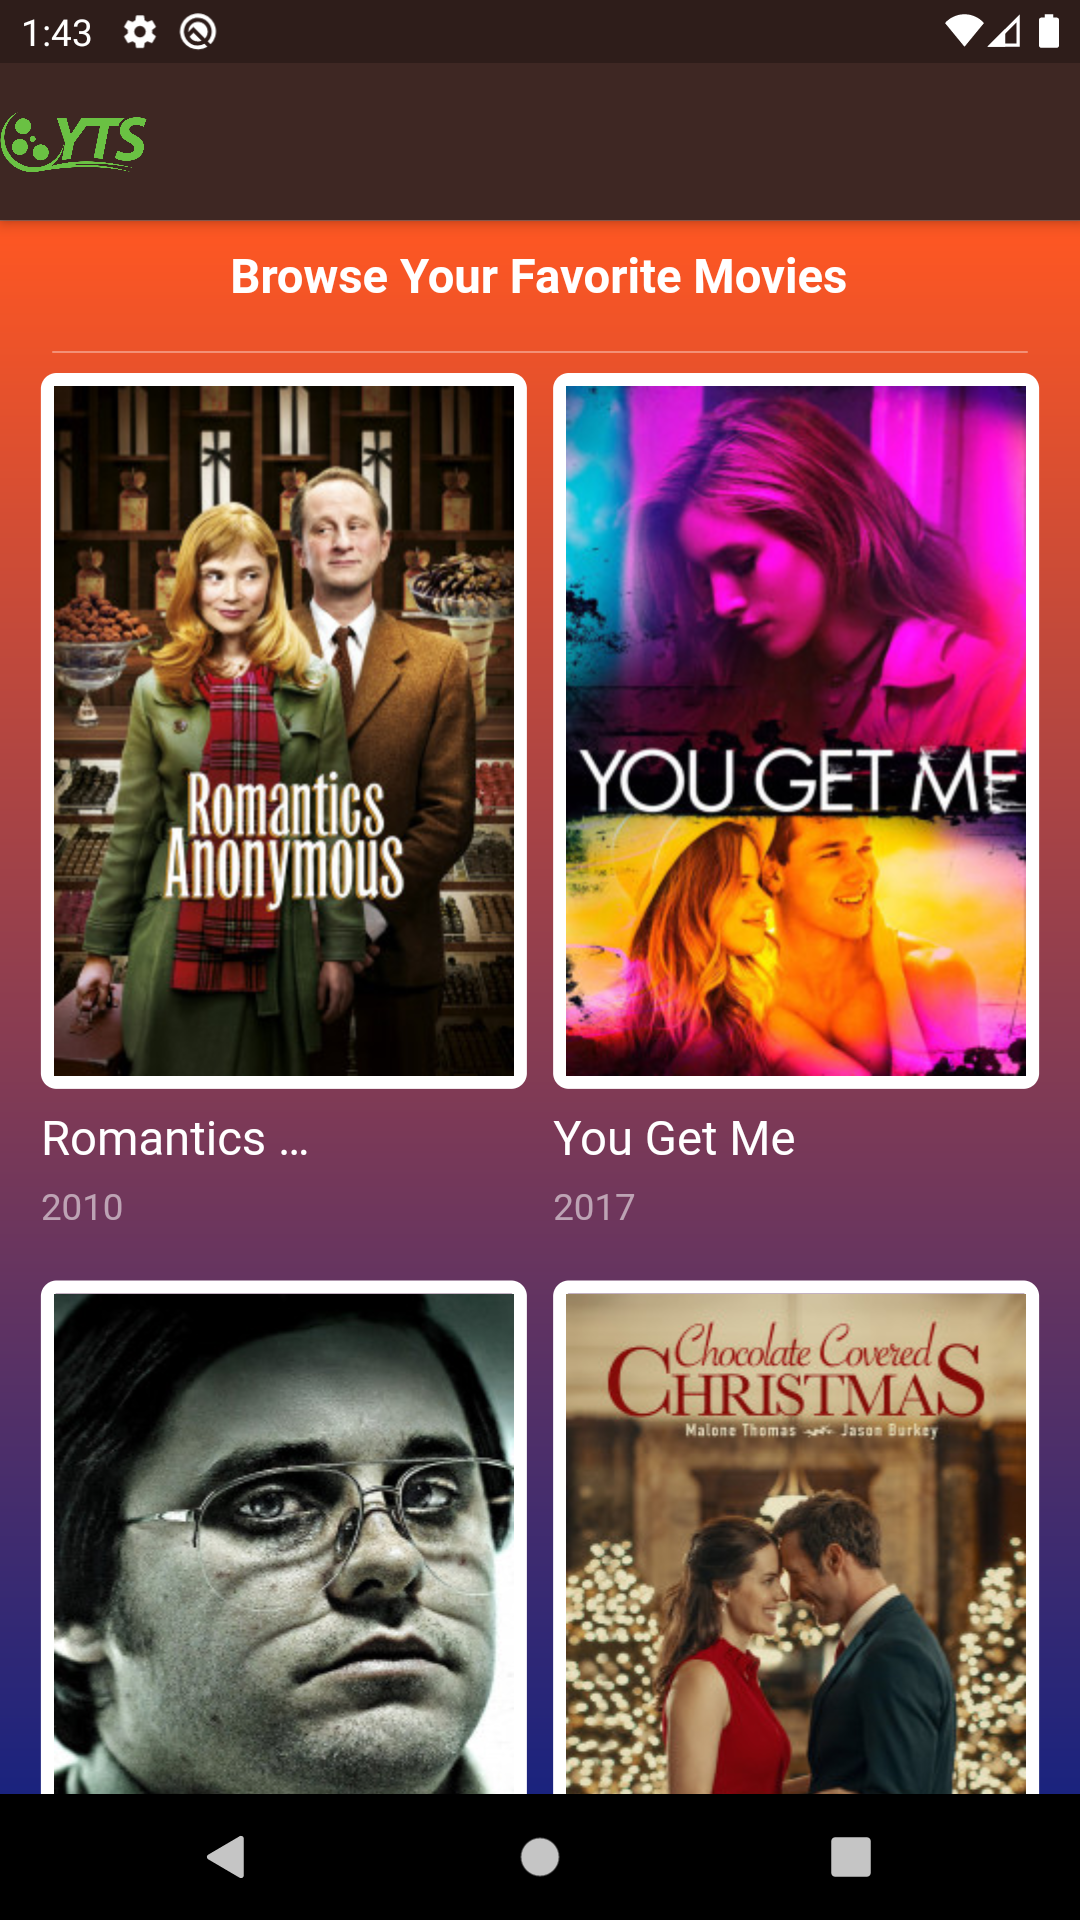 1:43
YTS
Browse Your Favorite Movies
Romantics
Anonymous
YOU GET ME
Romantics ...
2010
You Get Me
2017
Chocolate Covered
CHRISTMAS
Malone Thomas Jason Burkey